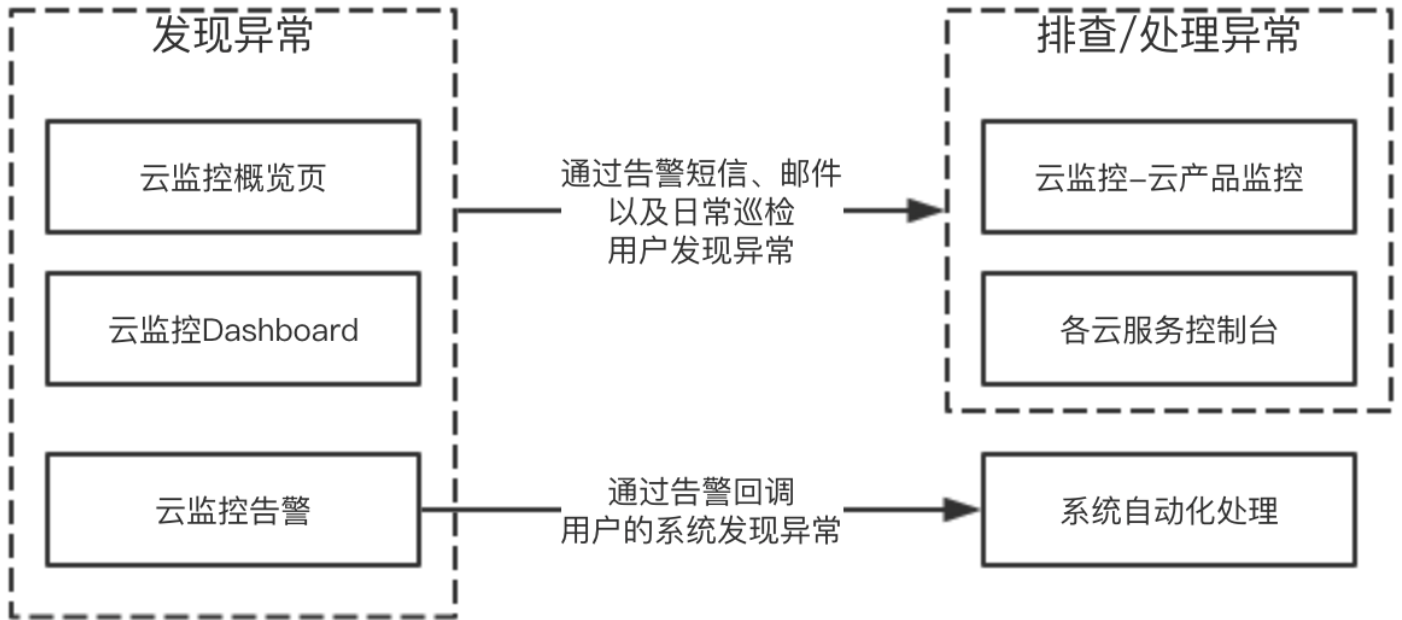 发现异常
云监控概览页
云监控Dashboard
云监控告警
通过告警短信、邮件
以及日常巡检
用户发现异常
通过告警回调
用户的系统发现异常
排查/处理异常
云监控–云产品监控
各云服务控制台
系统自动化处理